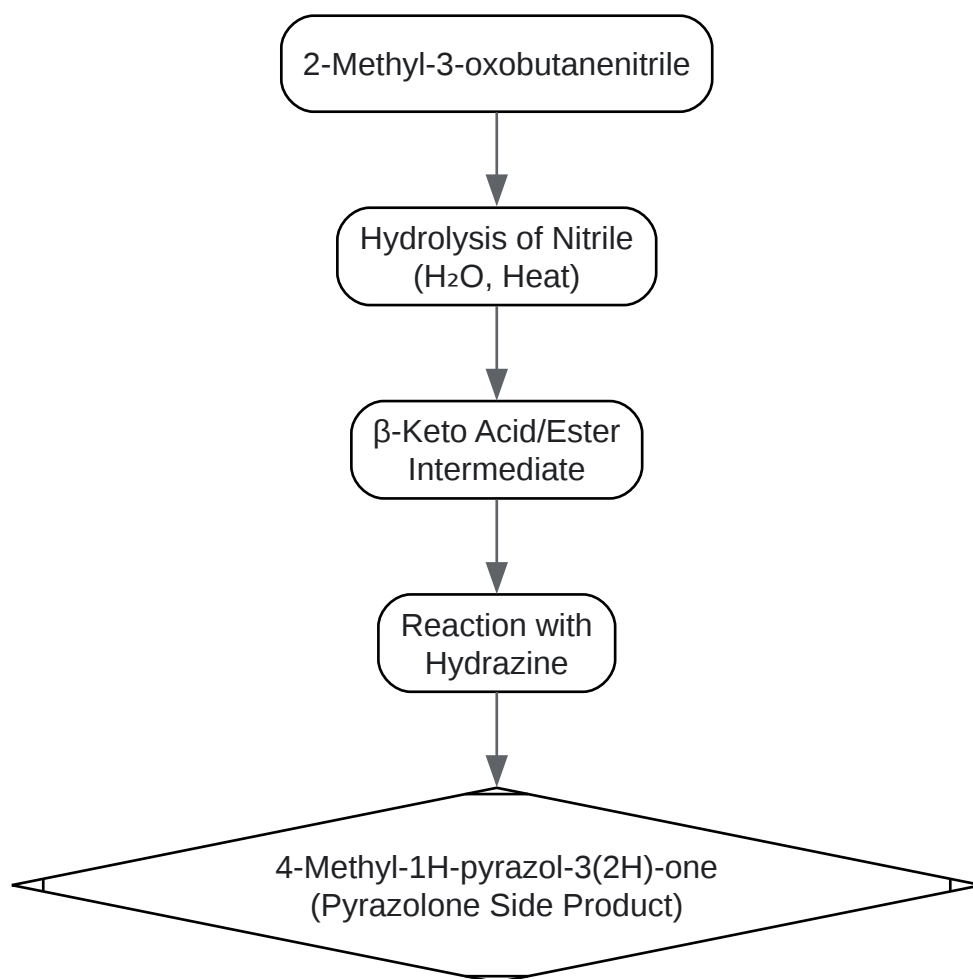 2-Methyl-3-oxobutanenitrile
Hydrolysis of Nitrile
(H₂O, Heat)
β-Keto Acid/Ester
Intermediate
Reaction with
Hydrazine
4-Methyl-1H-pyrazol-3(2H)-one
(Pyrazolone Side Product)